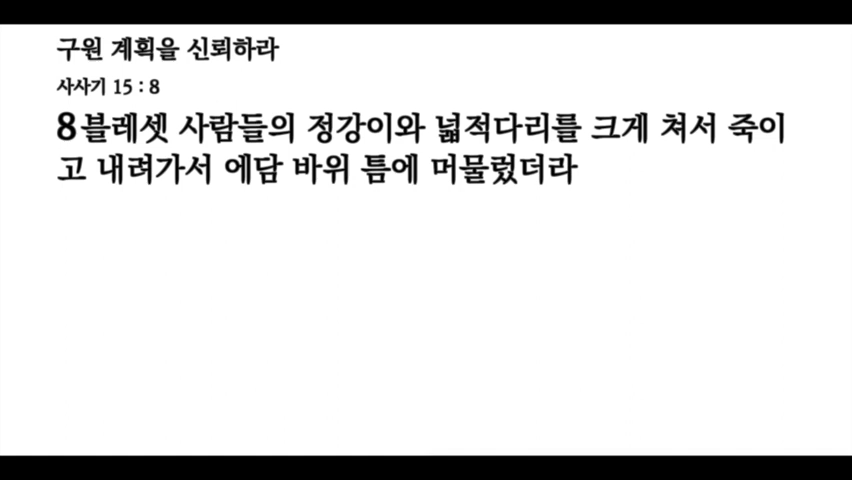 구원 계획을 신뢰하라
사사기 15 : 8
8 블레셋 사람들의 정강이와 넓적다리를 크게 쳐서 죽이
고 내려가서 에담 바위 틈에 머물렀더라